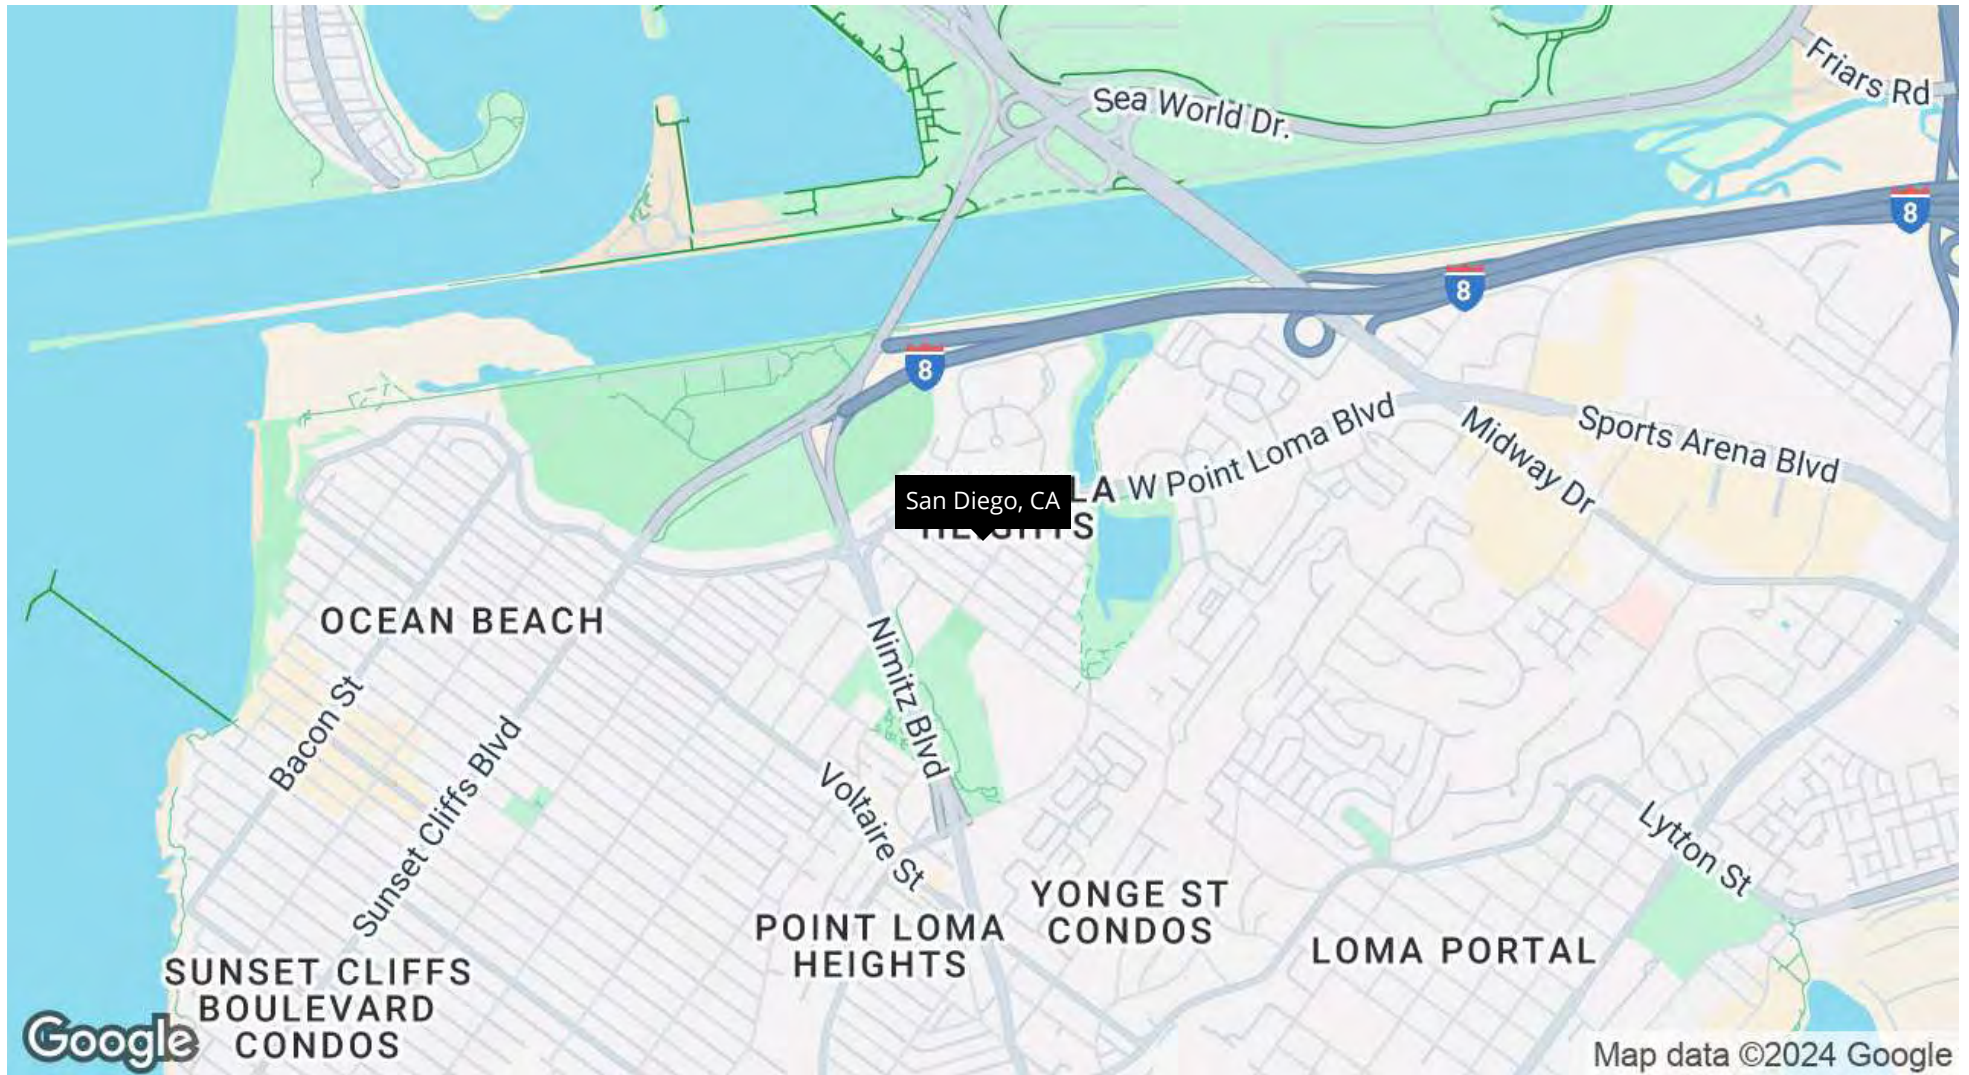 Friars Rd
Sea World Dr.
8
8
8
W Point Loma Blvd
Sports Arena Blvd
Midway Dr
LA
San Diego, CA
HEIGHTS
OCEAN BEACH
Nimitz Blvd
Bacon St
Sunset Cliffs Blvd
Voltaire St
Lytton St
YONGE ST
CONDOS
POINT LOMA
HEIGHTS
LOMA PORTAL
SUNSET CLIFFS
BOULEVARD
CONDOS
Google
Map data ©2024 Google